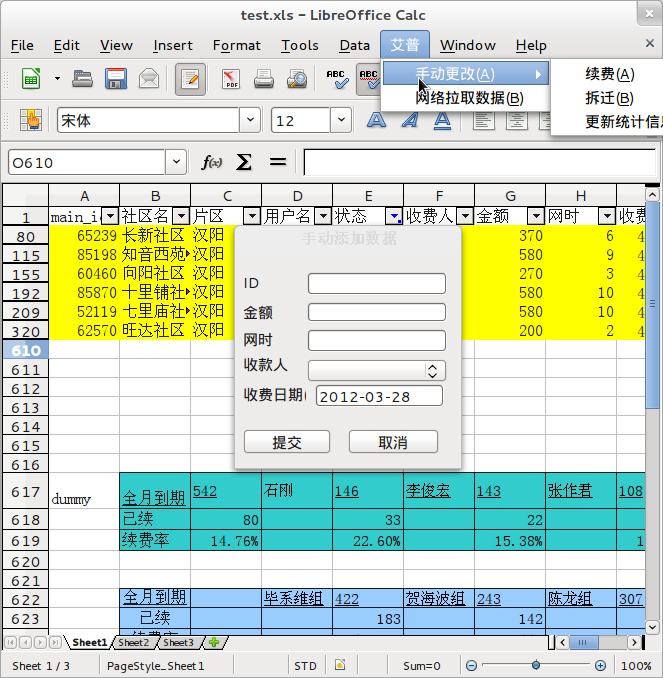 test.xls - LibreOffice Calc
File Edit View Insert Format Tools Data 艾普 Window Help
手动更改(A) 续费(A)
网络拉取数据(B) 拆迁(B)
更新统计信息
宋体 12
O610
A B C D E F G H
1 main_i 社区名 片区 用户名 状态 收费人 金额 网时 收费
80 65239 长新社区 汉阳 370 6 4
115 85198 知音西苑 汉阳 580 9 4
155 60460 向阳社区 汉阳 270 3 4
192 85870 十里铺社 汉阳 580 10 4
209 52119 七里庙社 汉阳 580 10 4
320 62570 旺达社区 汉阳 200 2 4
手动添加数据
ID
金额
网时
收款人
收费日期( 2012-03-28
提交 取消
610
611
612
613
614
615
616
617 dummy 全月到期 542 石刚 146 李俊宏 143 张作君 108
618 已续 80 33 22
619 续费率 14.76% 22.60% 15.38% 1
620
621
622 全月到期 毕系维组 422 贺海波组 243 陈龙组 307
623 已续 183 142
Sheet1 Sheet2 Sheet3
Sheet 1 / 3 PageStyle_Sheet1 STD Sum=0 100%